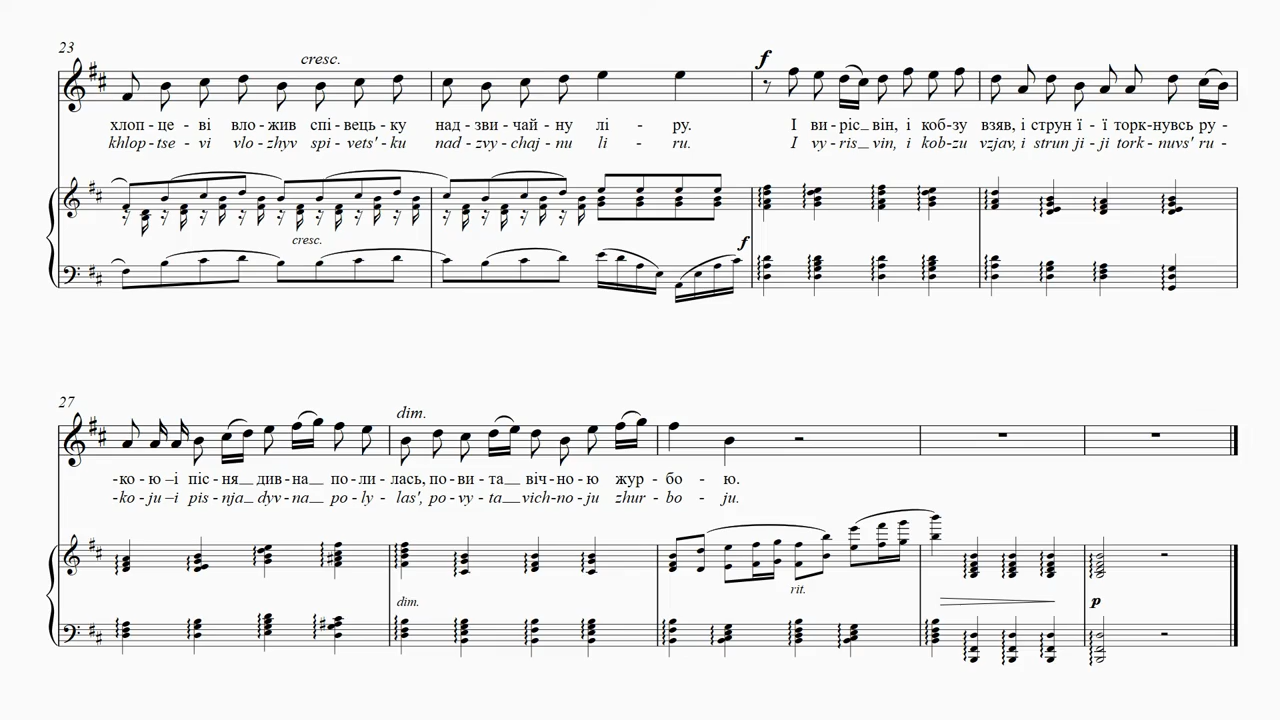 23
cresc.
f
хлоп - це - ві вло - жив спі - вець - ку над - зви - чай - ну лі - ру. І ви - ріс він, і коб - зу взяв, і струн ї - ї торк - нувсь ру -
khlop - tse - vi vlo - zhyv spi - vets' - ku nad - zvy - chaj - nu li - ru. I vy - ris vin, i kob - zu vzjav, i strun ji - ji tork - nuvs' ru -
cresc.
f
27
dim.
-ко - ю – і піс - ня див - на по - ли - лась, по - ви - та віч - но - ю жур - бо - ю.
-ko - ju – i pis - nja dyv - na po - ly - las', po - vy - ta vich - no - ju zhur - bo - ju.
rit.
dim.
p